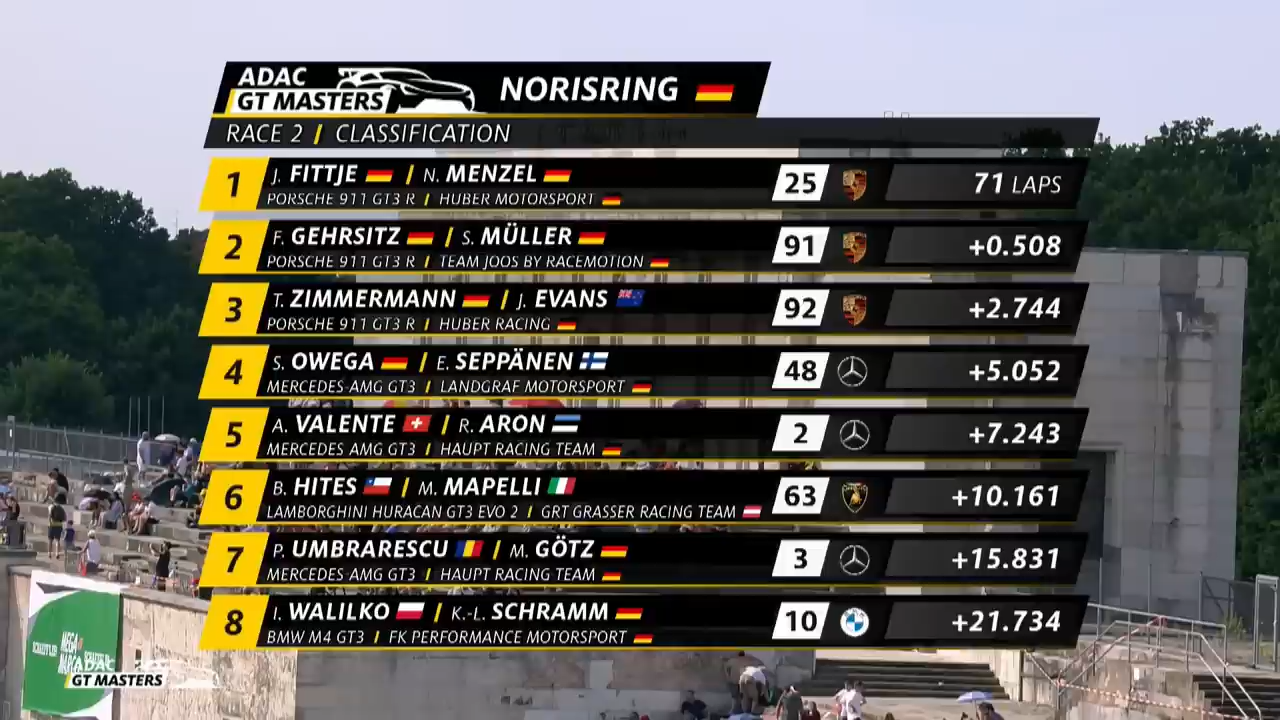 ADAC
GT MASTERS
NORISRING
RACE 2 / CLASSIFICATION
1 J. FITTJE / N. MENZEL 25 71 LAPS
PORSCHE 911 GT3 R / HUBER MOTORSPORT
2 F. GEHRSITZ / S. MÜLLER 91 +0.508
PORSCHE 911 GT3 R / TEAM JOOS BY RACEMOTION
3 T. ZIMMERMANN / J. EVANS 92 +2.744
PORSCHE 911 GT3 R / HUBER RACING
4 S. OWEGA / E. SEPPÄNEN 48 +5.052
MERCEDES-AMG GT3 / LANDGRAF MOTORSPORT
5 A. VALENTE / R. ARON 2 +7.243
MERCEDES AMG GT3 / HAUPT RACING TEAM
6 B. HITES / M. MAPELLI 63 +10.161
LAMBORGHINI HURACAN GT3 EVO 2 / GRT GRASSER RACING TEAM
7 P. UMBRARESCU / M. GÖTZ 3 +15.831
MERCEDES AMG GT3 / HAUPT RACING TEAM
8 I. WALILKO / K.-L. SCHRAMM 10 +21.734
BMW M4 GT3 / FK PERFORMANCE MOTORSPORT
ADAC
GT MASTERS